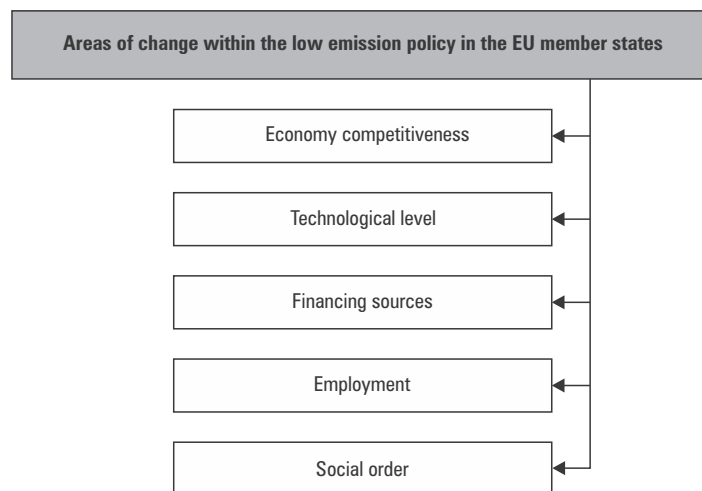 Areas of change within the low emission policy in the EU member states
Economy competitiveness
Technological level
Financing sources
Employment
Social order